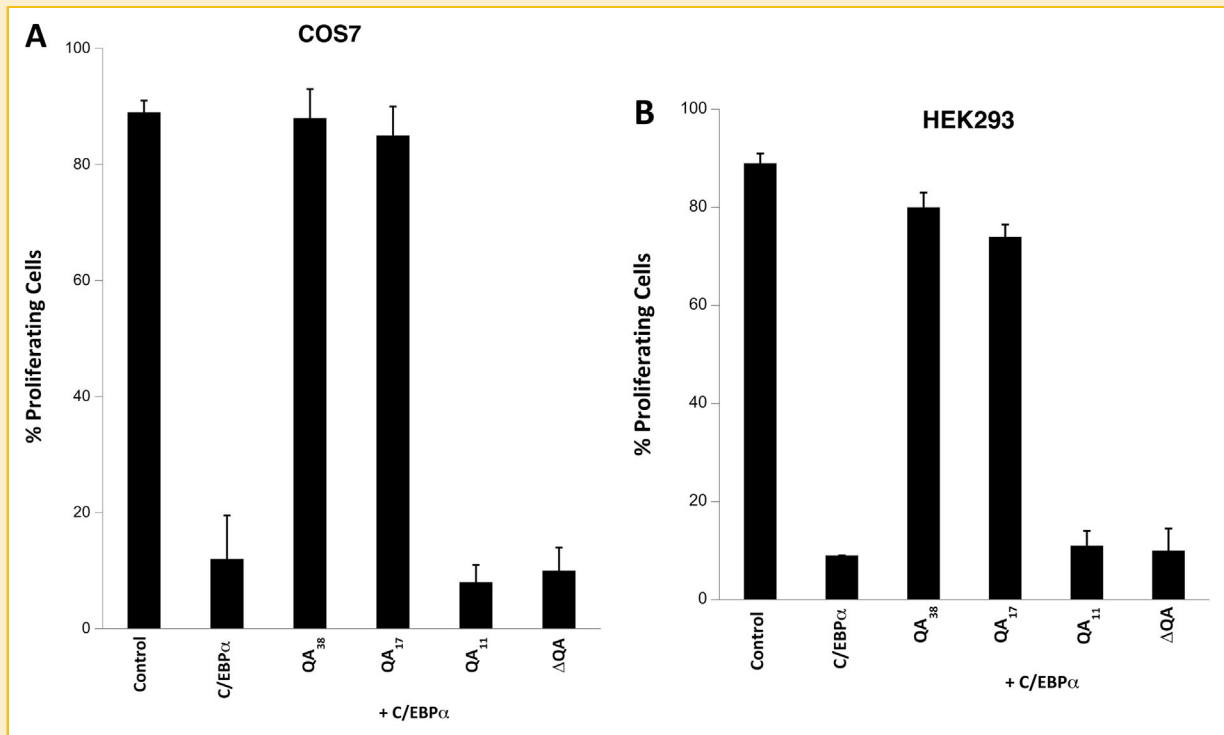 A
COS7
100
80
60
40
20
0
% Proliferating Cells
Control
C/EBPα
QA38
QA17
QA11
ΔQA
+ C/EBPα
B
HEK293
100
80
60
40
20
0
% Proliferating Cells
Control
C/EBPα
QA38
QA17
QA11
ΔQA
+ C/EBPα